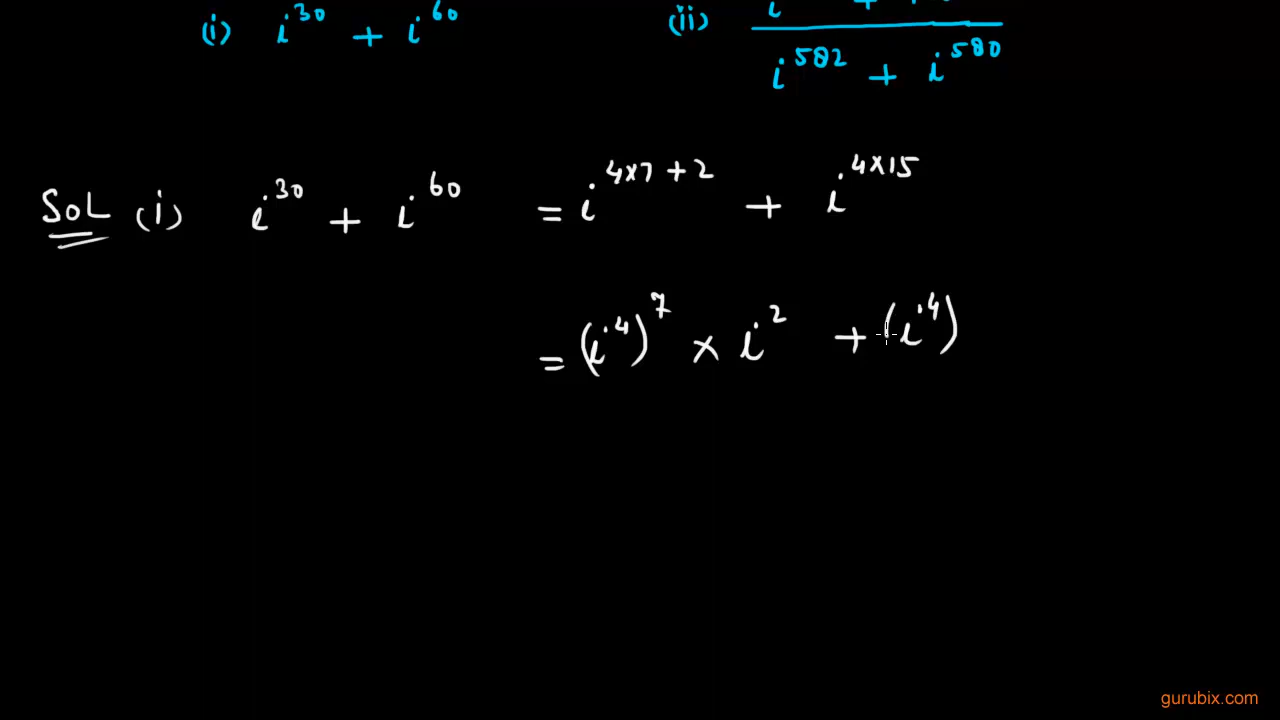 (i) i^30 + i^60 (ii) i + / i^582 + i^580
SOL (i) i^30 + i^60 = i^4×7+2 + i^4×15
= (i^4)^7 × i^2 + (i^4)
gurubix.com